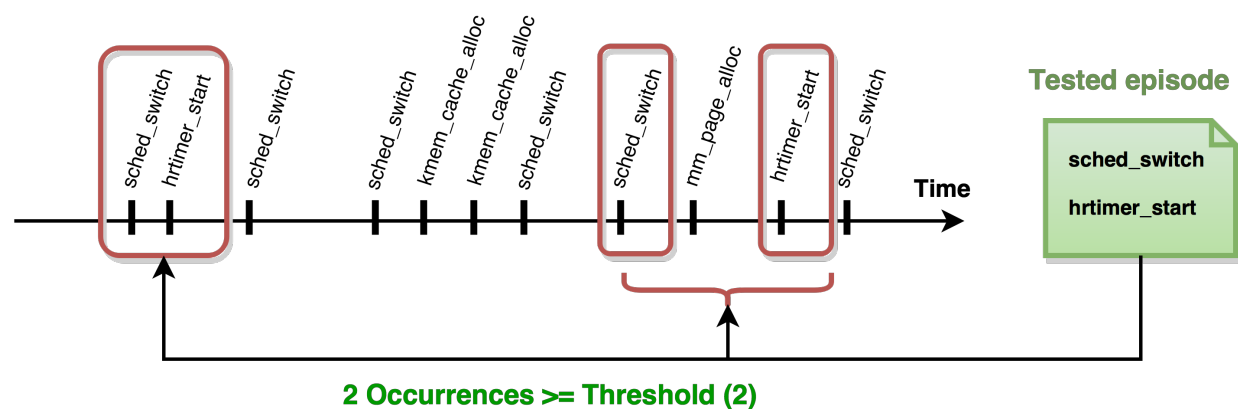 sched_switch
hrtimer_start
sched_switch
sched_switch
kmem_cache_alloc
kmem_cache_alloc
sched_switch
sched_switch
mm_page_alloc
hrtimer_start
sched_switch
Time
Tested episode
sched_switch
hrtimer_start
2 Occurrences >= Threshold (2)